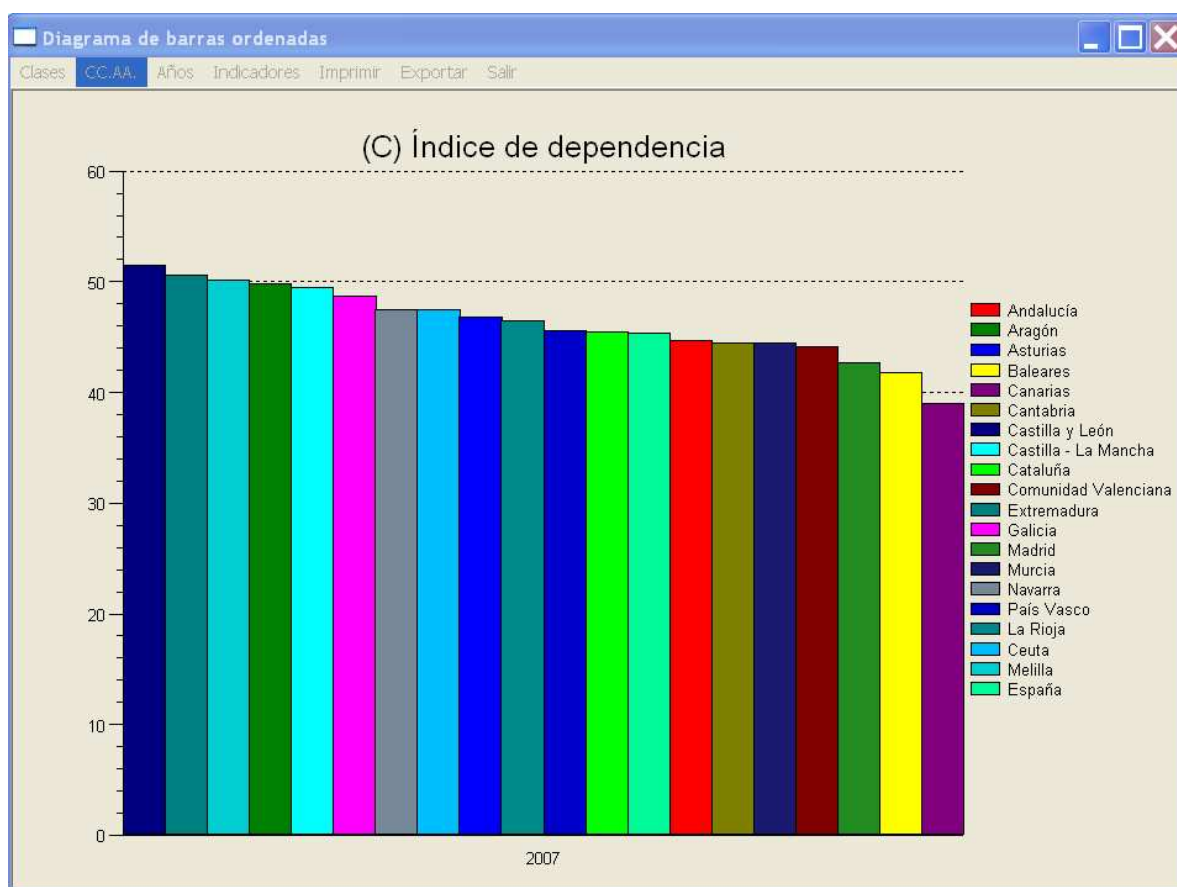 Diagrama de barras ordenadas
Clases CC.AA. Años Indicadores Imprimir Exportar Salir
(C) Índice de dependencia
60
50
40
30
20
10
0
2007
Andalucía
Aragón
Asturias
Baleares
Canarias
Cantabria
Castilla y León
Castilla - La Mancha
Cataluña
Comunidad Valenciana
Extremadura
Galicia
Madrid
Murcia
Navarra
País Vasco
La Rioja
Ceuta
Melilla
España